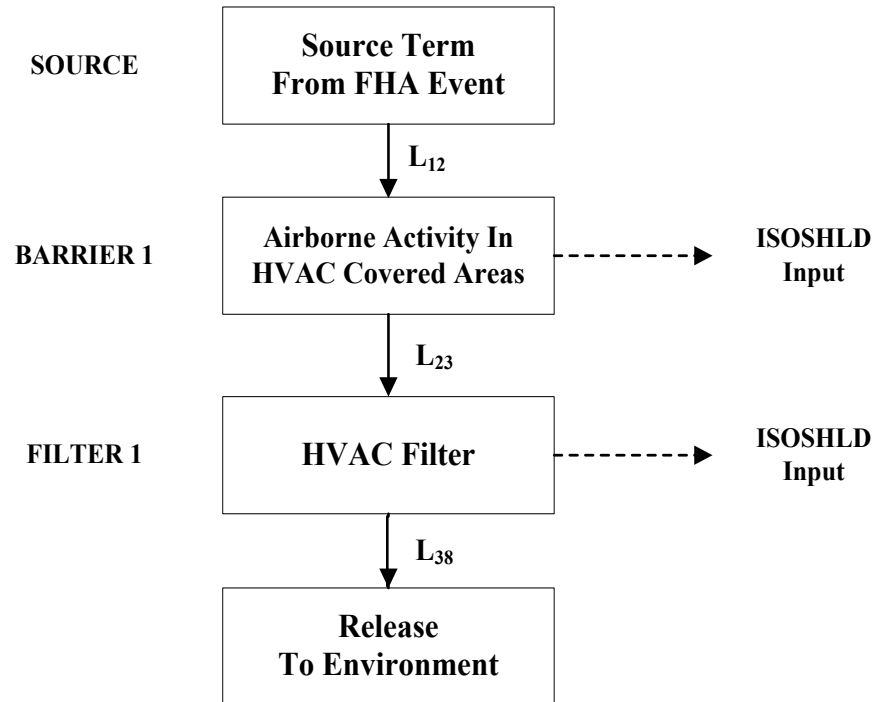 SOURCE
Source Term
From FHA Event
L12
BARRIER 1
Airborne Activity In
HVAC Covered Areas
ISOSHLD
Input
L23
FILTER 1
HVAC Filter
ISOSHLD
Input
L38
Release
To Environment